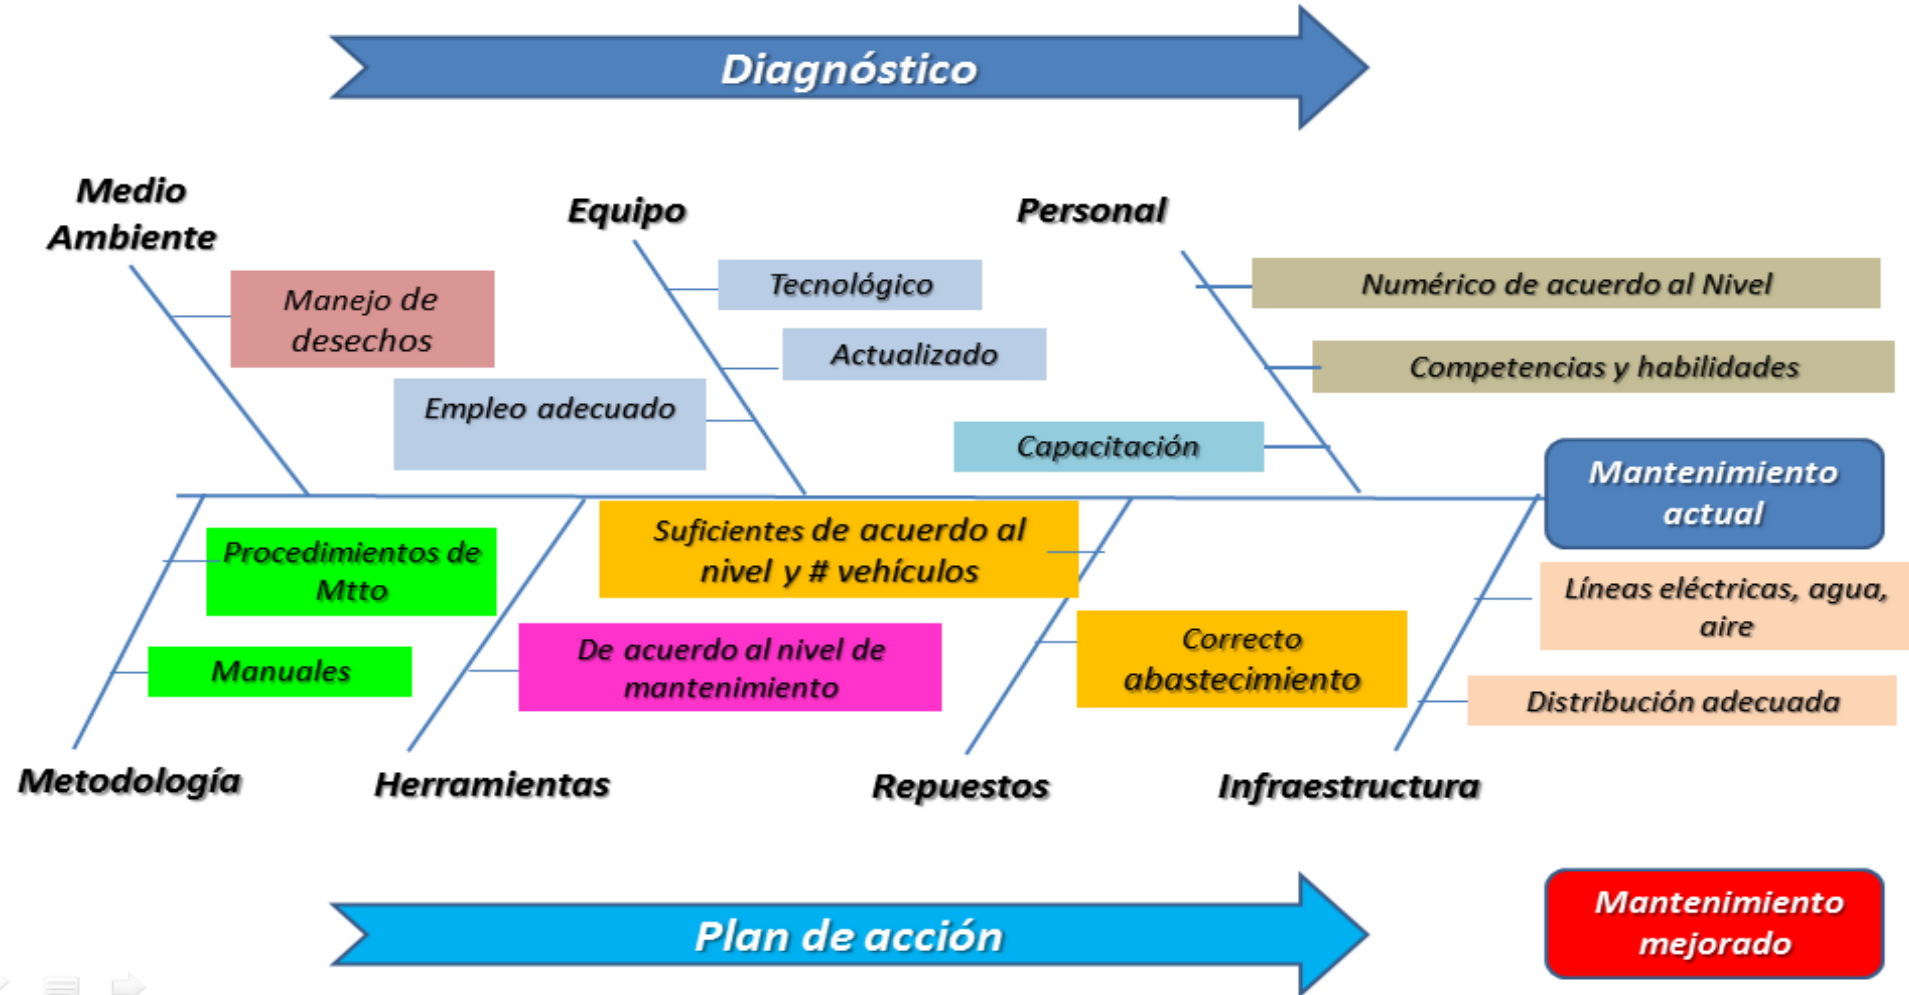 Diagnóstico
Medio
Ambiente
Equipo
Personal
Manejo de
desechos
Tecnológico
Actualizado
Empleo adecuado
Numérico de acuerdo al Nivel
Competencias y habilidades
Capacitación
Mantenimiento
actual
Procedimientos de
Mtto
Manuales
Suficientes de acuerdo al
nivel y # vehículos
De acuerdo al nivel de
mantenimiento
Correcto
abastecimiento
Líneas eléctricas, agua,
aire
Distribución adecuada
Metodología
Herramientas
Repuestos
Infraestructura
Plan de acción
Mantenimiento
mejorado